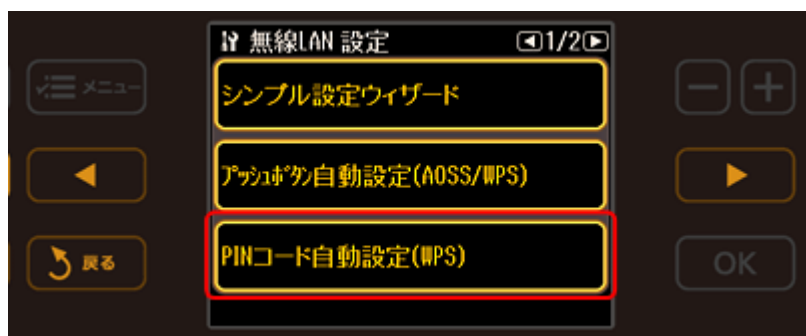 無線LAN 設定 1/2
メニュー
シンプル設定ウィザード
プッシュボタン自動設定(AOSS/WPS)
戻る
PINコード自動設定(WPS)
OK